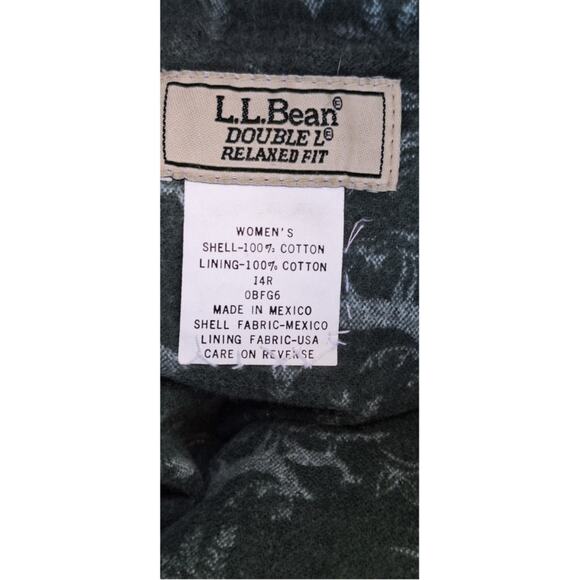 L.L.Bean®
DOUBLE L®
RELAXED FIT
WOMEN'S
SHELL-100% COTTON
LINING-100% COTTON
14R
0BFG6
MADE IN MEXICO
SHELL FABRIC-MEXICO
LINING FABRIC-USA
CARE ON REVERSE